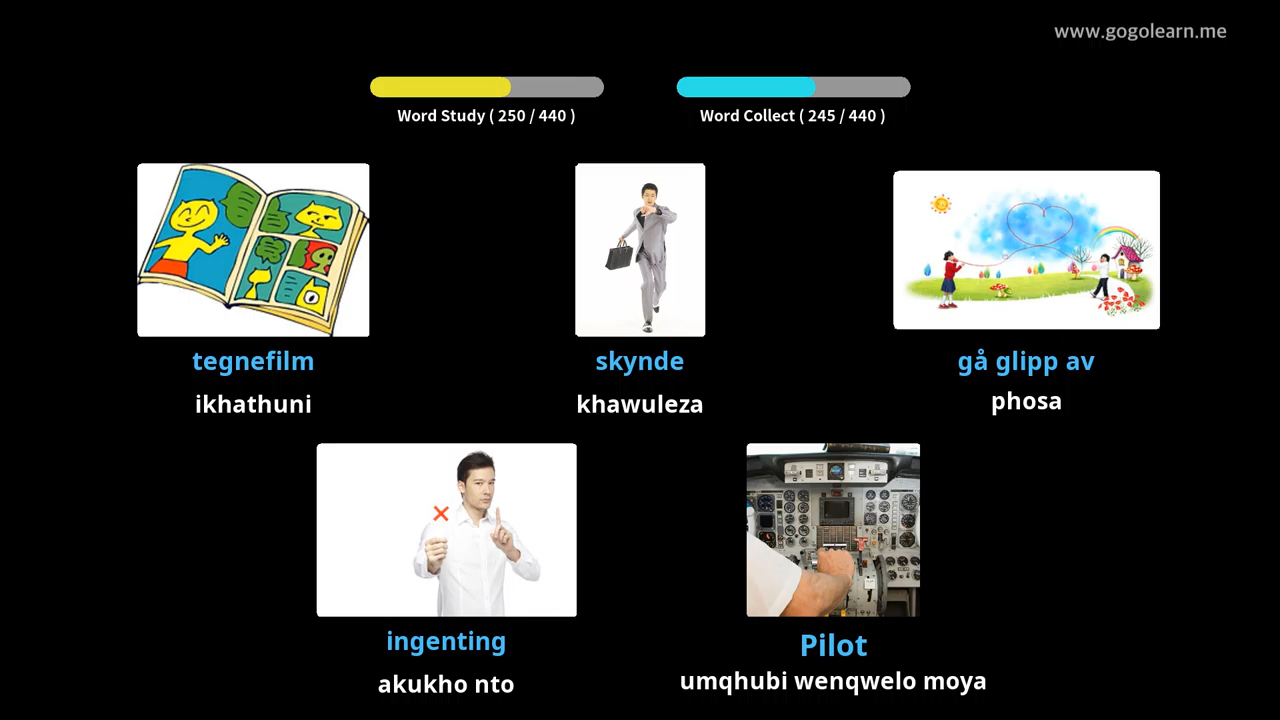 www.gogolearn.me
Word Study ( 250 / 440 )
Word Collect ( 245 / 440 )
tegnefilm
ikhathuni
skynde
khawuleza
gå glipp av
phosa
ingenting
akukho nto
Pilot
umqhubi wenqwelo moya